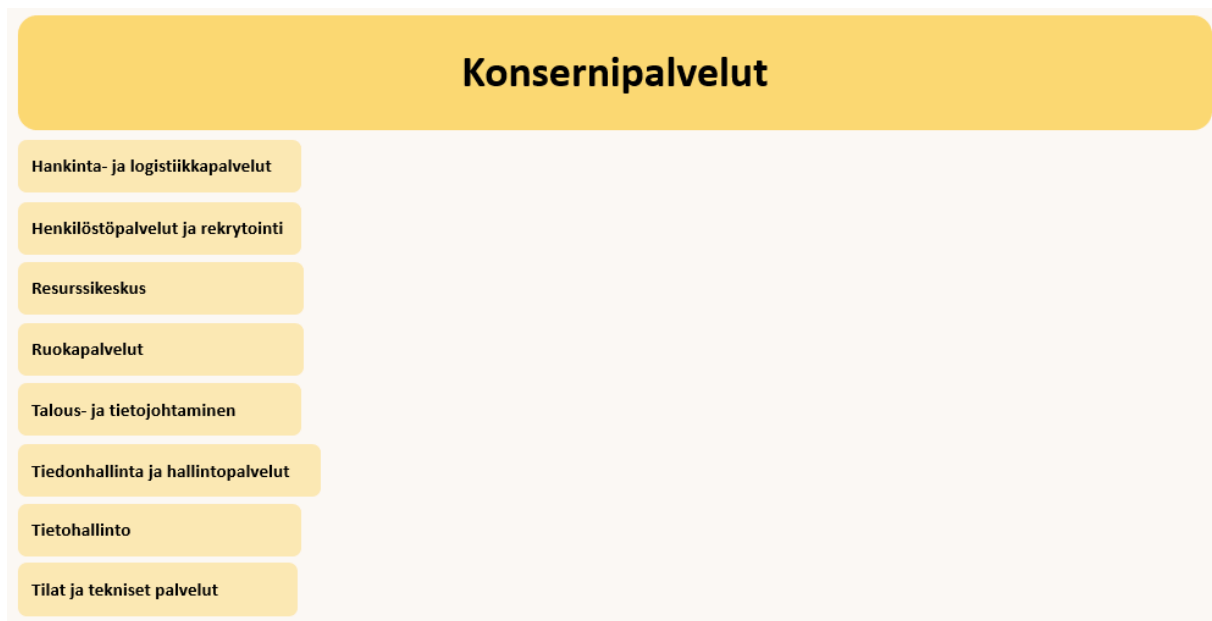 Konsernipalvelut
Hankinta- ja logistiikkapalvelut
Henkilöstöpalvelut ja rekrytointi
Resurssikeskus
Ruokapalvelut
Talous- ja tietojohtaminen
Tiedonhallinta ja hallintopalvelut
Tietohallinto
Tilat ja tekniset palvelut